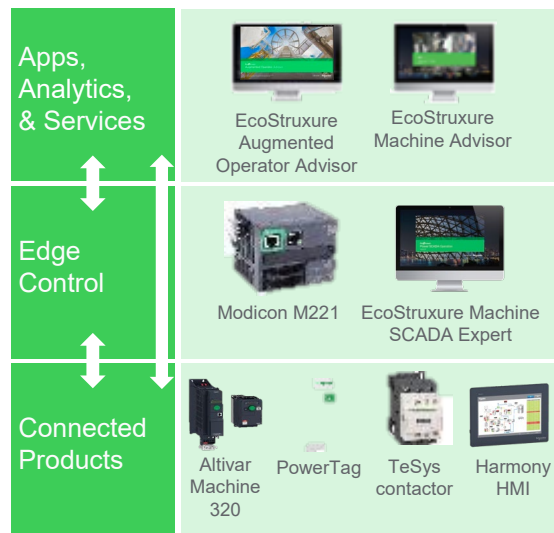 Apps,
Analytics,
& Services
EcoStruxure
Augmented
Operator Advisor
EcoStruxure
Machine Advisor
Edge
Control
Modicon M221
EcoStruxure Machine
SCADA Expert
Connected
Products
Altivar
Machine
320
PowerTag
TeSys
contactor
Harmony
HMI